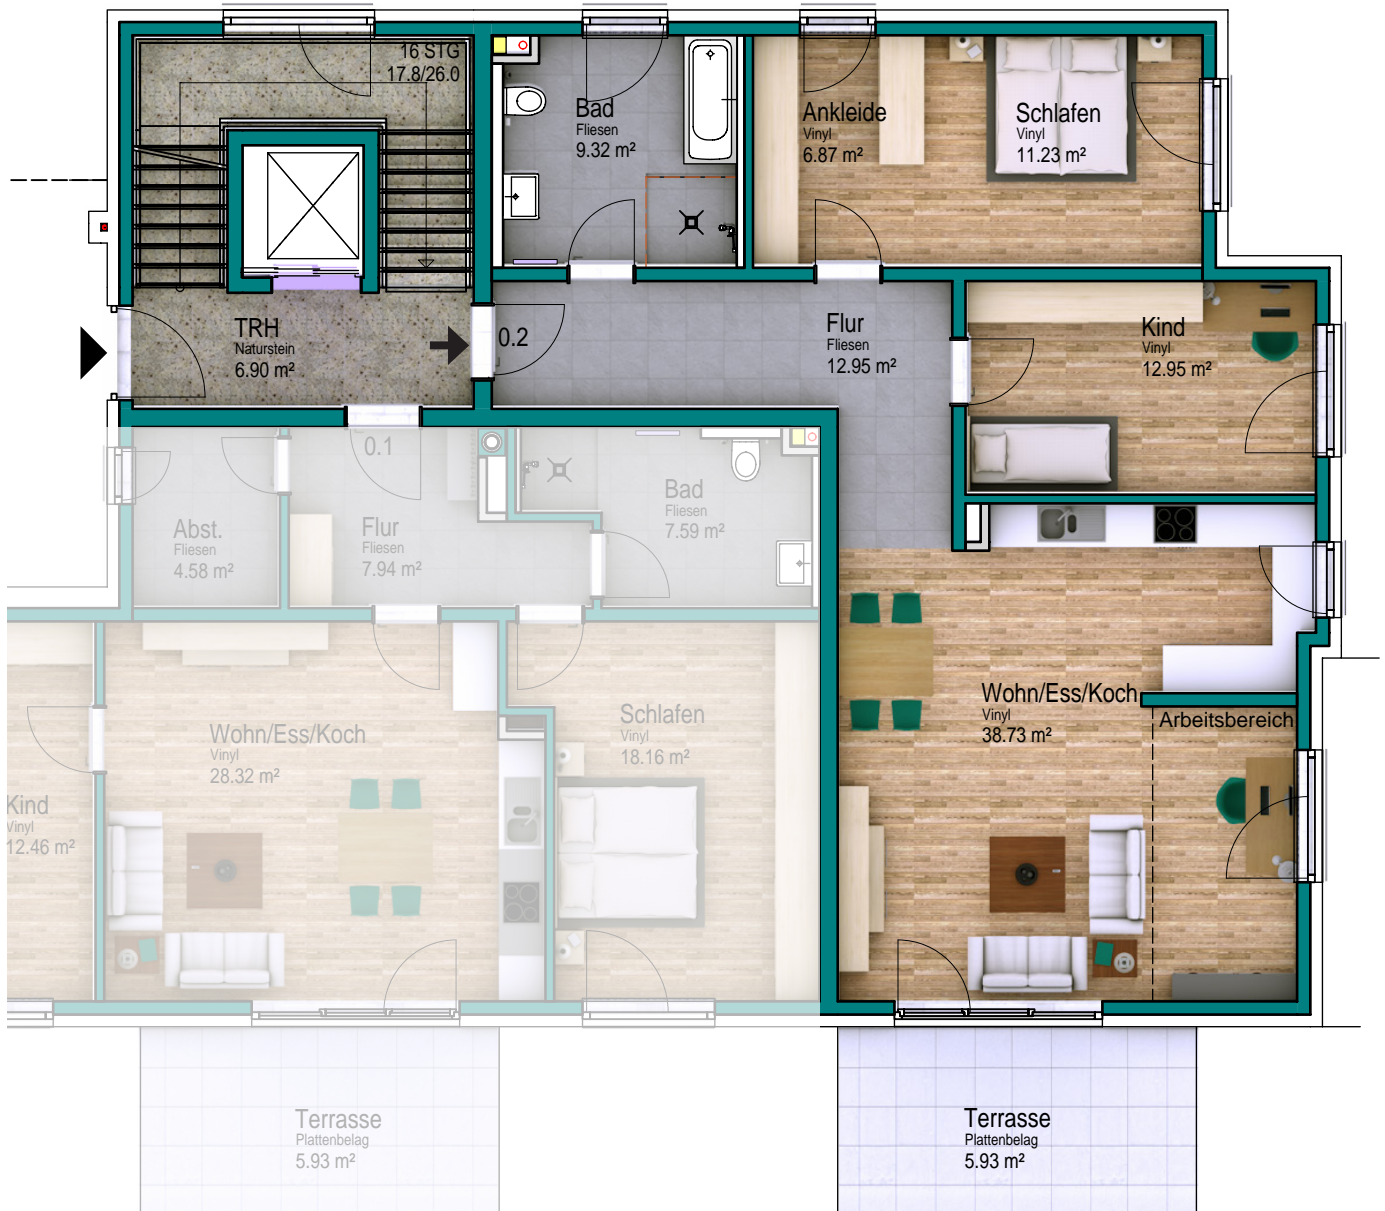 16 STG
17.8/26.0
Bad
Fliesen
9.32 m²
Ankleide
Vinyl
6.87 m²
Schlafen
Vinyl
11.23 m²
TRH
Naturstein
6.90 m²
0.2
Flur
Fliesen
12.95 m²
Kind
Vinyl
12.95 m²
0.1
Abst.
Fliesen
4.58 m²
Flur
Fliesen
7.94 m²
Bad
Fliesen
7.59 m²
Wohn/Ess/Koch
Vinyl
28.32 m²
Schlafen
Vinyl
18.16 m²
Wohn/Ess/Koch
Vinyl
38.73 m²
Arbeitsbereich
Kind
Vinyl
12.46 m²
Terrasse
Plattenbelag
5.93 m²
Terrasse
Plattenbelag
5.93 m²